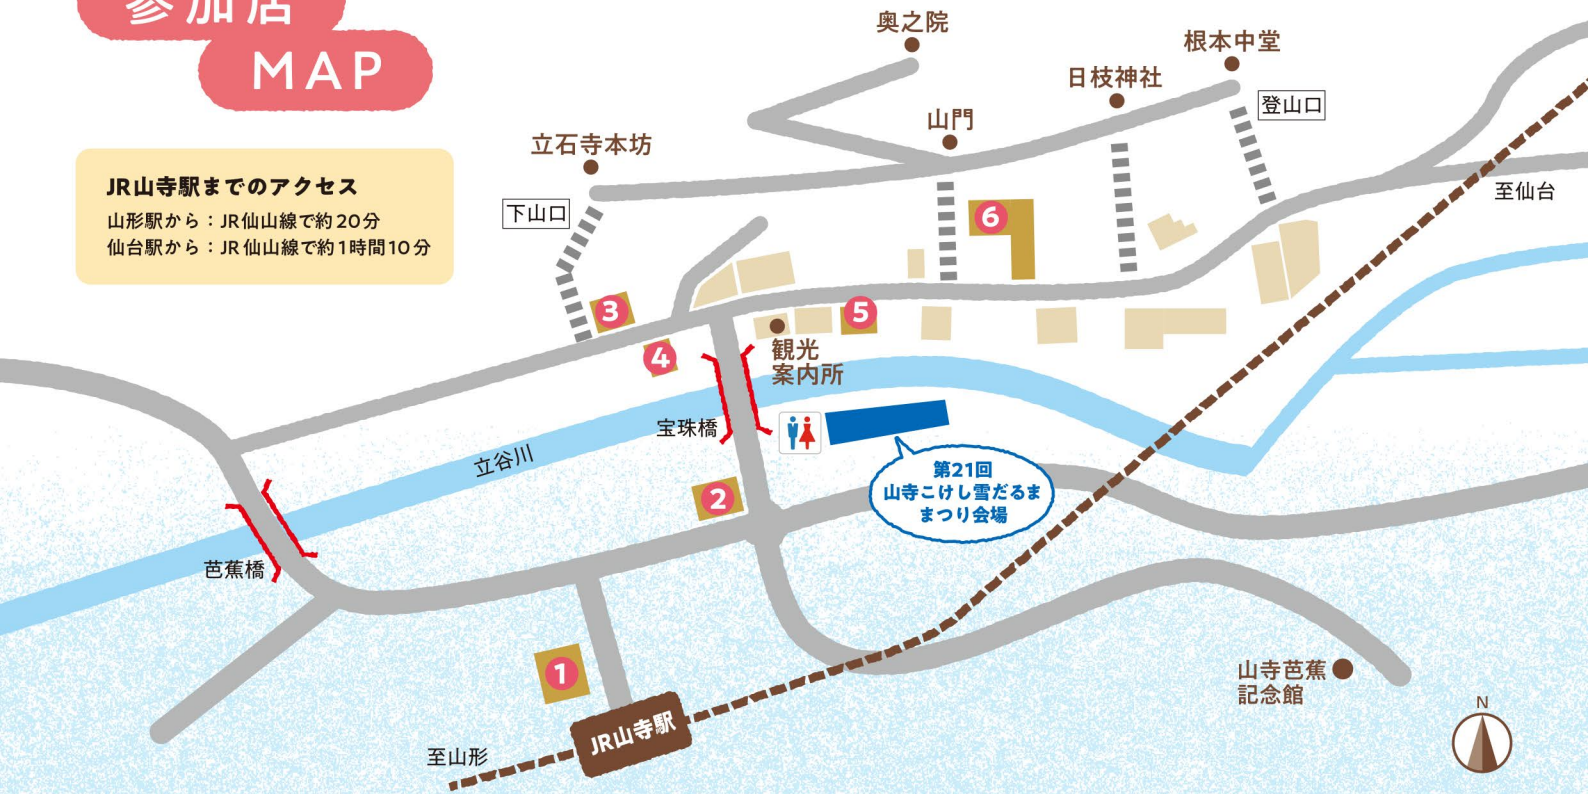 参加店
MAP
JR山寺駅までのアクセス
山形駅から：JR仙山線で約20分
仙台駅から：JR仙山線で約1時間10分
奥之院
根本中堂
日枝神社
登山口
山門
立石寺本坊
下山口
至仙台
6
3
5
4
観光
案内所
宝珠橋
立谷川
第21回
山寺こけし雪だるま
まつり会場
2
芭蕉橋
1
山寺芭蕉
記念館
N
JR山寺駅
至山形